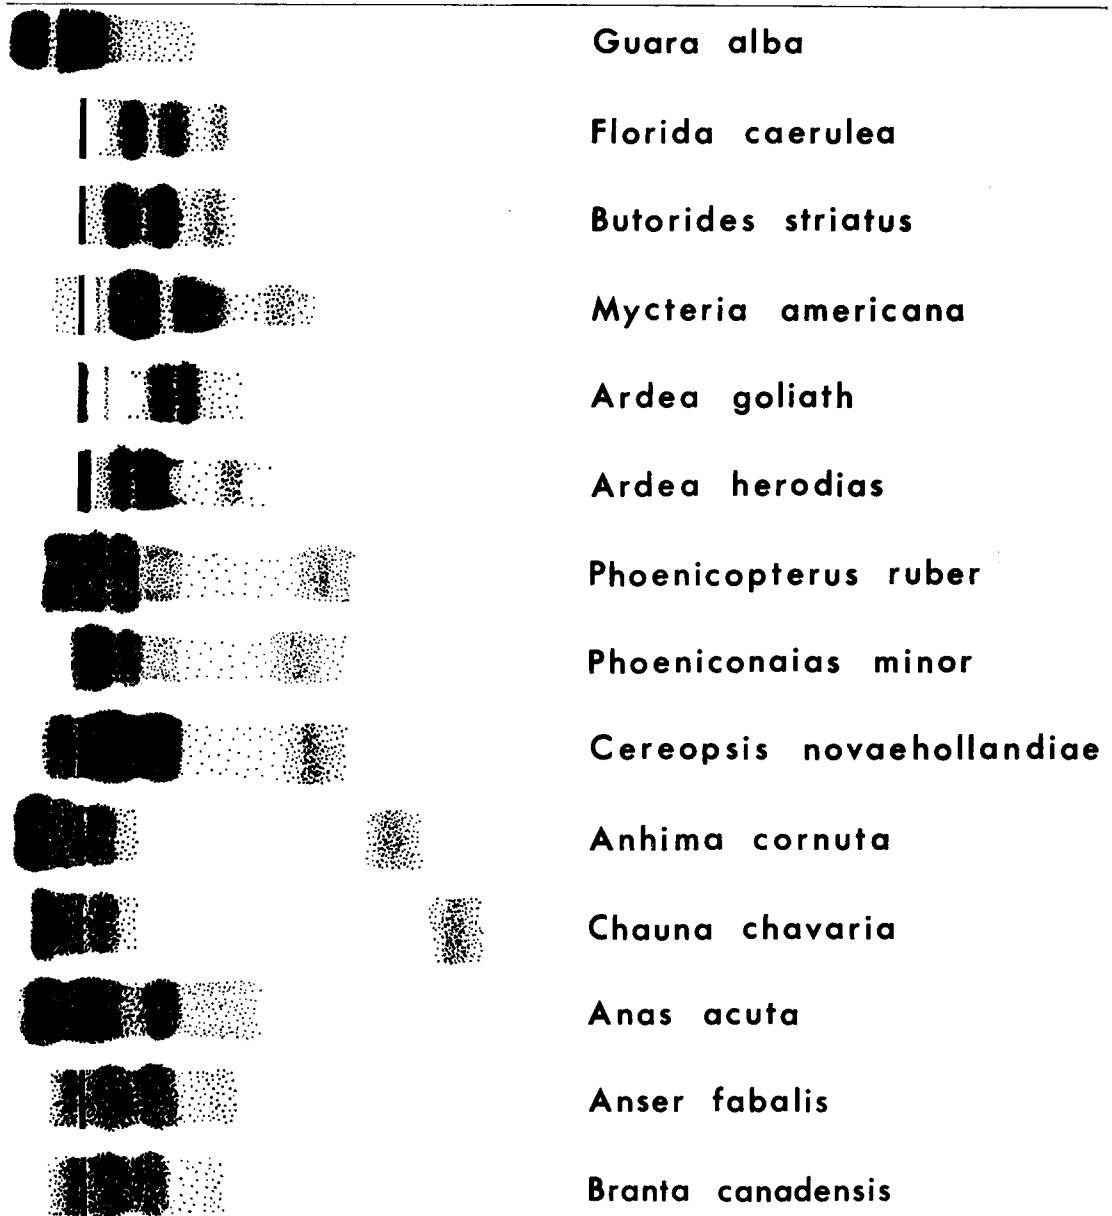 Guara alba
Florida caerulea
Butorides striatus
Mycteria americana
Ardea goliath
Ardea herodias
Phoenicopterus ruber
Phoeniconaias minor
Cereopsis novaehollandiae
Anhima cornuta
Chauna chavaria
Anas acuta
Anser fabalis
Branta canadensis